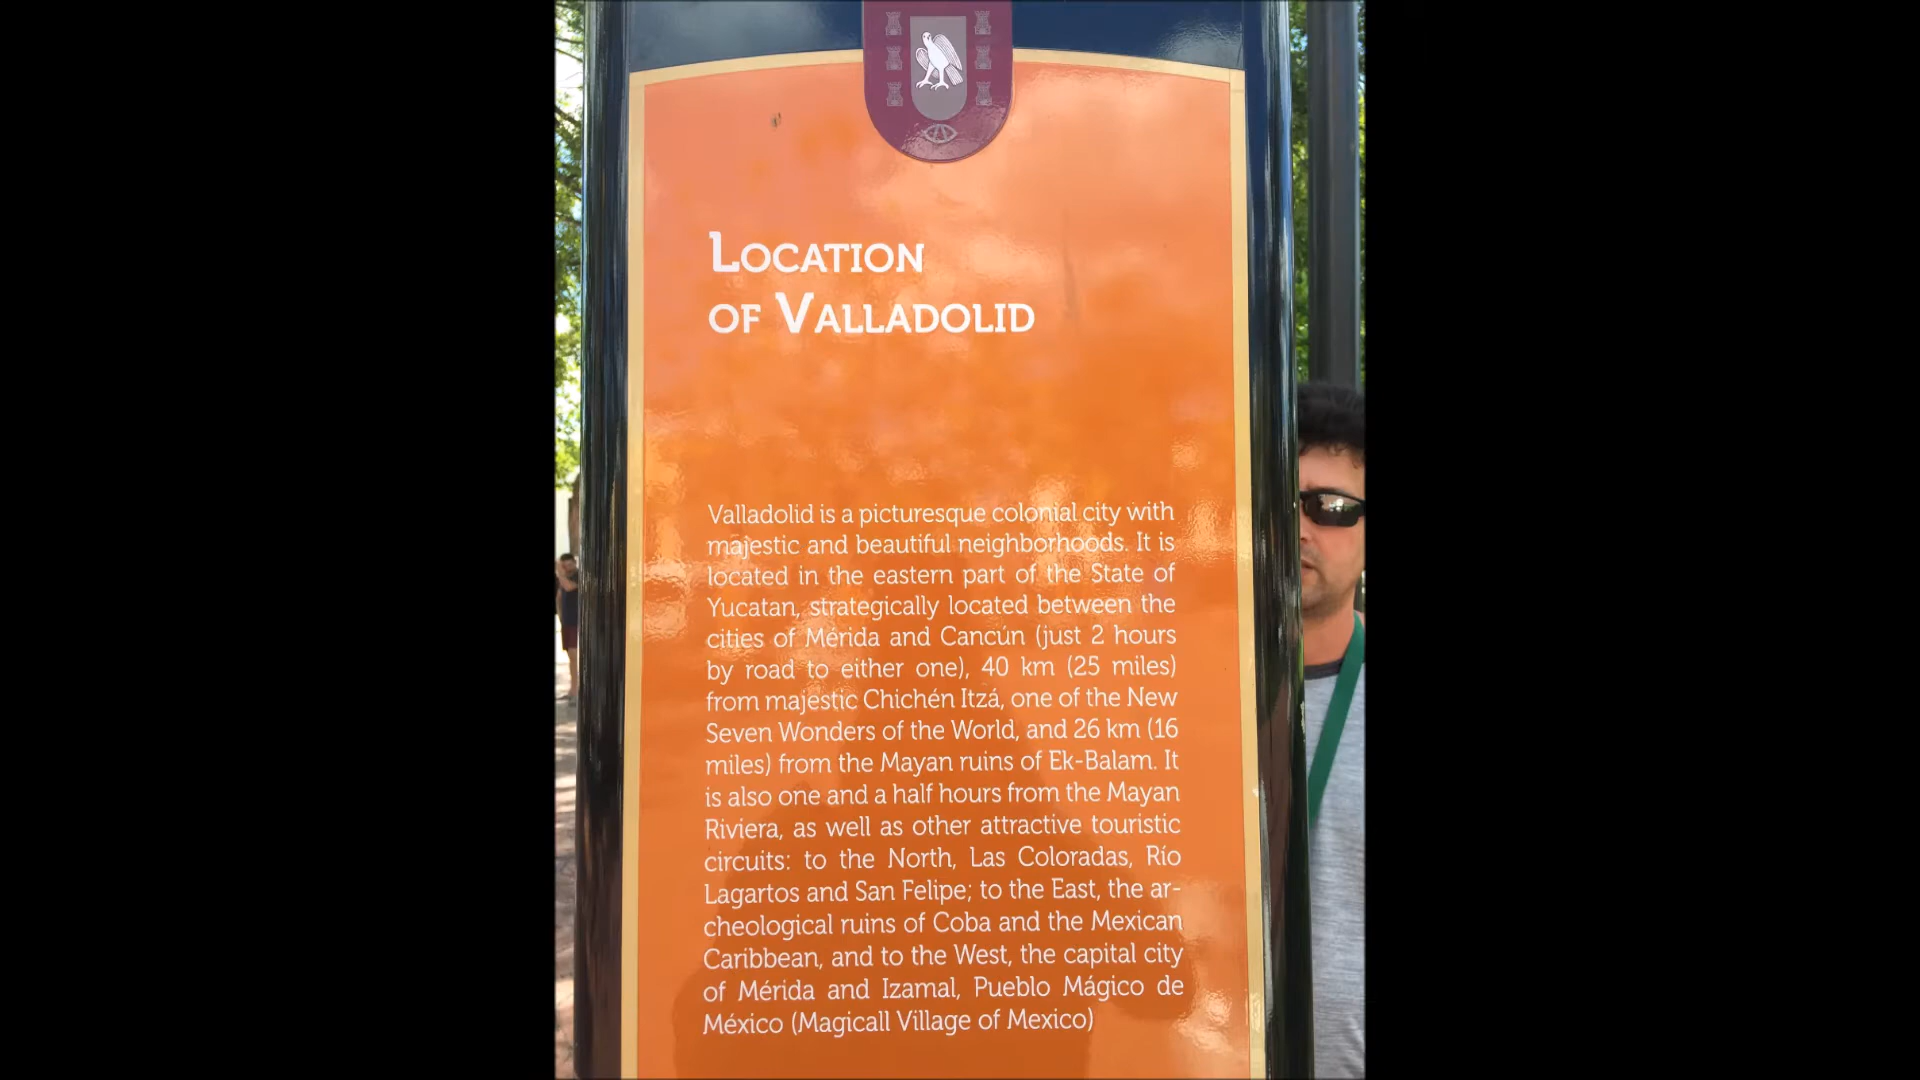 LOCATION
OF VALLADOLID
Valladolid is a picturesque colonial city with
majestic and beautiful neighborhoods. It is
located in the eastern part of the State of
Yucatan, strategically located between the
cities of Mérida and Cancún (just 2 hours
by road to either one), 40 km (25 miles)
from majestic Chichén Itzá, one of the New
Seven Wonders of the World, and 26 km (16
miles) from the Mayan ruins of Ek-Balam. It
is also one and a half hours from the Mayan
Riviera, as well as other attractive touristic
circuits: to the North, Las Coloradas, Río
Lagartos and San Felipe; to the East, the ar-
cheological ruins of Coba and the Mexican
Caribbean, and to the West, the capital city
of Mérida and Izamal, Pueblo Mágico de
México (Magicall Village of Mexico)